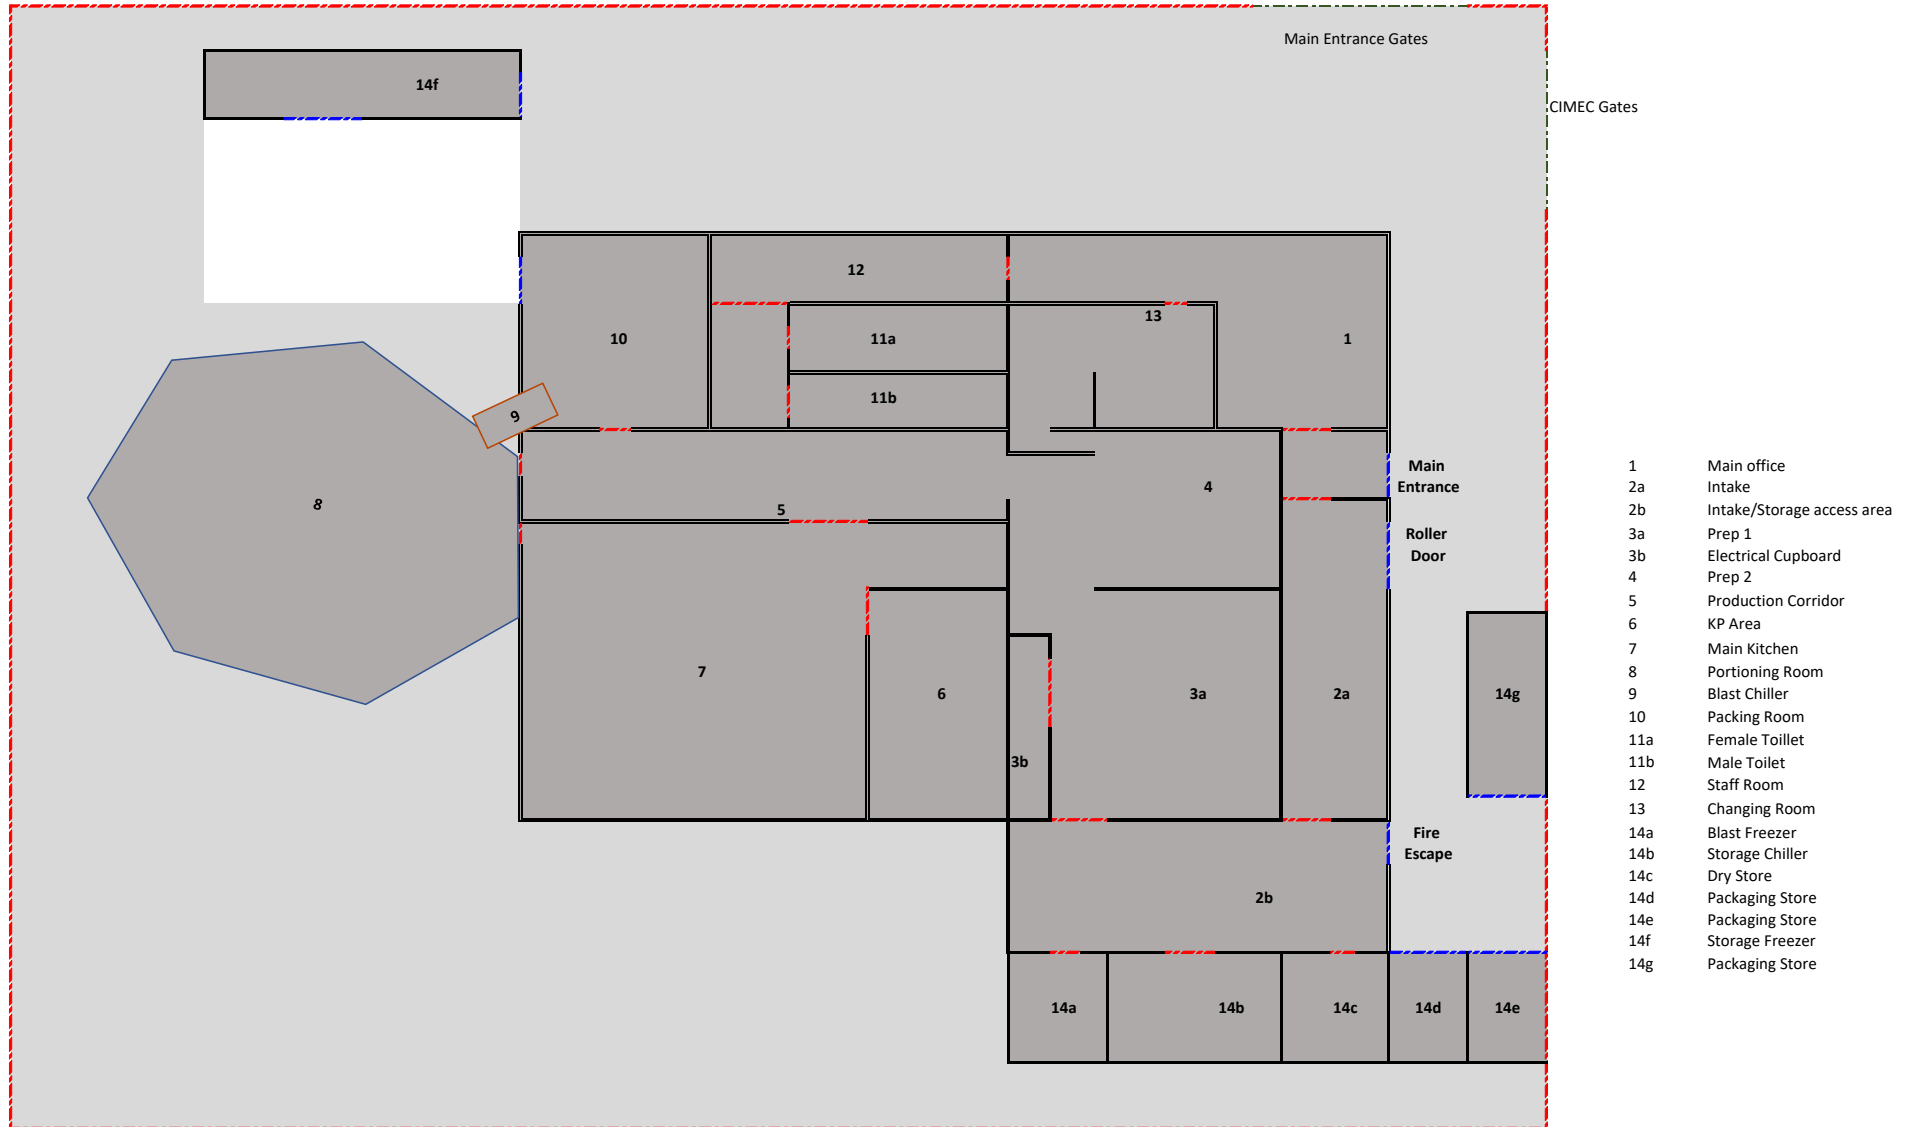 Main Entrance Gates
14f
CIMEC Gates
12
13
10
11a
1
11b
9
Main
Entrance
4
8
5
Roller
Door
7
6
3a
2a
14g
3b
Fire
Escape
2b
14a
14b
14c
14d
14e
1 Main office
2a Intake
2b Intake/Storage access area
3a Prep 1
3b Electrical Cupboard
4 Prep 2
5 Production Corridor
6 KP Area
7 Main Kitchen
8 Portioning Room
9 Blast Chiller
10 Packing Room
11a Female Toillet
11b Male Toilet
12 Staff Room
13 Changing Room
14a Blast Freezer
14b Storage Chiller
14c Dry Store
14d Packaging Store
14e Packaging Store
14f Storage Freezer
14g Packaging Store